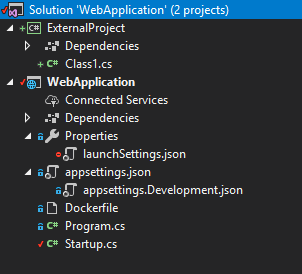 Solution 'WebApplication' (2 projects)
ExternalProject
Dependencies
Class1.cs
WebApplication
Connected Services
Dependencies
Properties
launchSettings.json
appsettings.json
appsettings.Development.json
Dockerfile
Program.cs
Startup.cs